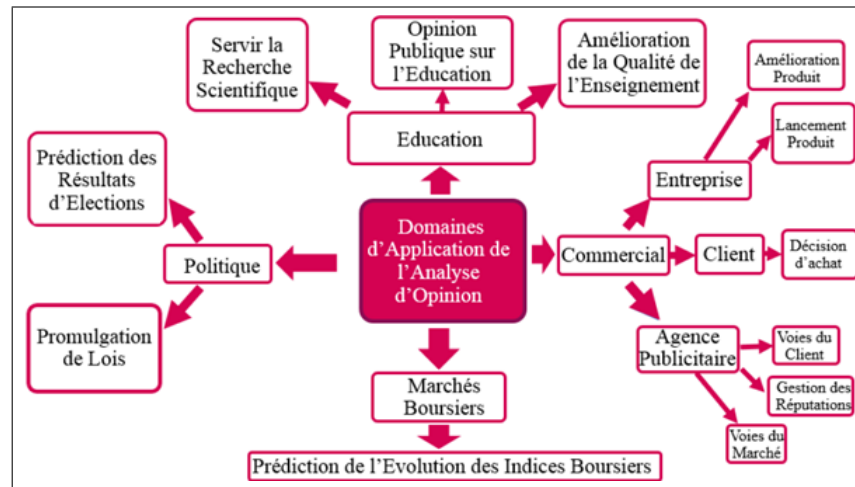 Servir la
Recherche
Scientifique
Opinion
Publique sur
l'Education
Amélioration
de la Qualité de
l'Enseignement
Amélioration
Produit
Lancement
Produit
Education
Prédiction des
Résultats
d'Elections
Entreprise
Domaines
d'Application de
l'Analyse
d'Opinion
Politique
Commercial
Client
Décision
d'achat
Promulgation
de Lois
Agence
Publicitaire
Voies du
Client
Gestion des
Réputations
Voies du
Marché
Marchés
Boursiers
Prédiction de l'Evolution des Indices Boursiers